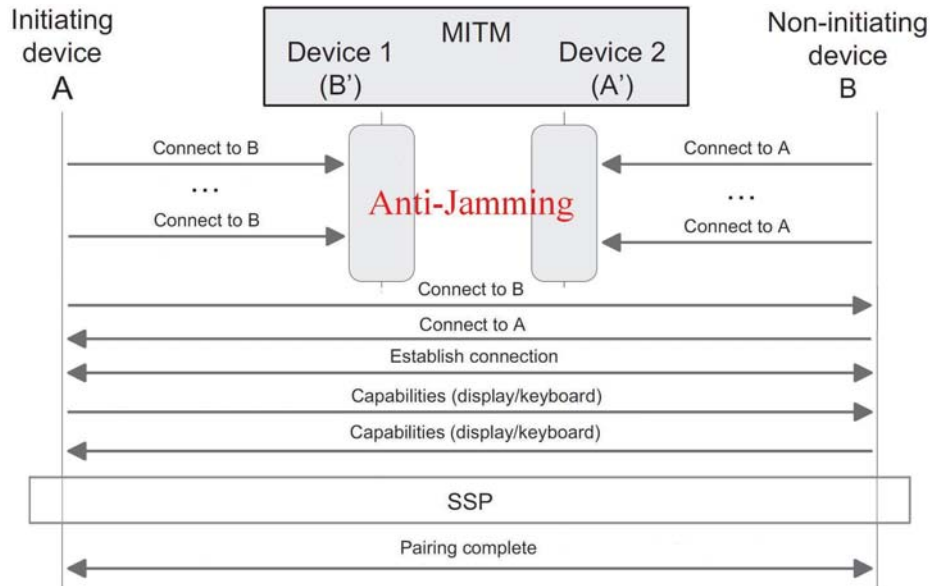 Initiating
device
A
MITM
Device 1
(B’)
Device 2
(A’)
Non-initiating
device
B
Connect to B
...
Connect to B
Anti-Jamming
Connect to A
...
Connect to A
Connect to B
Connect to A
Establish connection
Capabilities (display/keyboard)
Capabilities (display/keyboard)
SSP
Pairing complete